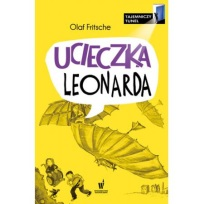 Olaf Fritsche
TAJEMNICZY
TUNEL
UCIECZKA
LEONARDA